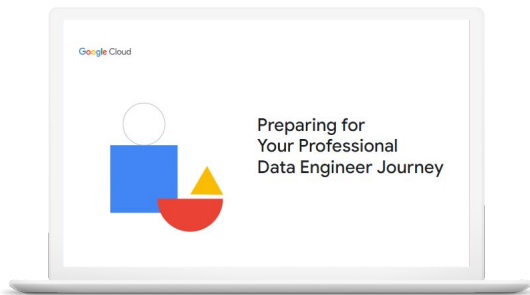 Google Cloud
Preparing for
Your Professional
Data Engineer Journey